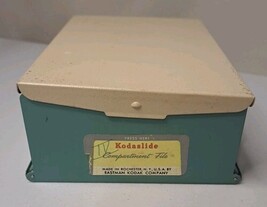 Kodaslide
Compartment File
MADE IN ROCHESTER, N.Y., U.S.A. BY
EASTMAN KODAK COMPANY